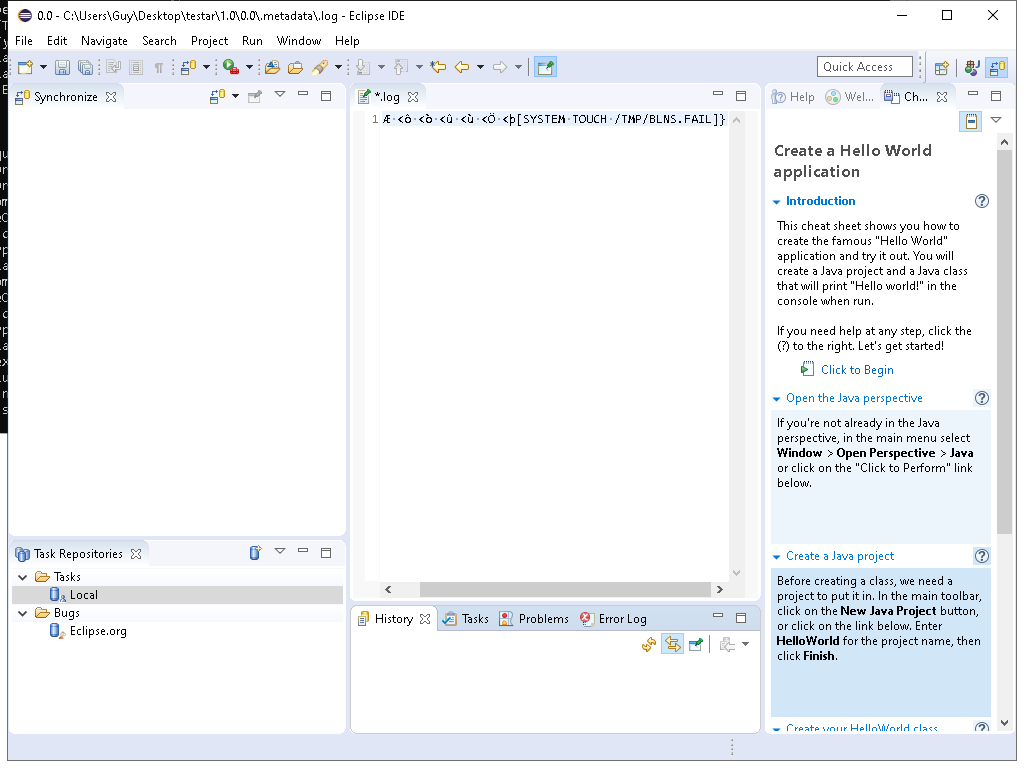 0.0 - C:\Users\Guy\Desktop\testar\1.0\0.0\.metadata\.log - Eclipse IDE
File Edit Navigate Search Project Run Window Help
Quick Access
Synchronize
*.log
Help Wel... Ch...
1 Æ·<ô·<ò·<û·<ù·<Ö·<þ[SYSTEM·TOUCH·/TMP/BLNS.FAIL]}
Create a Hello World
application
Introduction
This cheat sheet shows you how to
create the famous "Hello World"
application and try it out. You will
create a Java project and a Java class
that will print "Hello world!" in the
console when run.
If you need help at any step, click the
(?) to the right. Let's get started!
Click to Begin
Open the Java perspective
If you're not already in the Java
perspective, in the main menu select
Window > Open Perspective > Java
or click on the "Click to Perform" link
below.
Create a Java project
Before creating a class, we need a
project to put it in. In the main toolbar,
click on the New Java Project button,
or click on the link below. Enter
HelloWorld for the project name, then
click Finish.
Create your HelloWorld class
Task Repositories
Tasks
Local
Bugs
Eclipse.org
History Tasks Problems Error Log